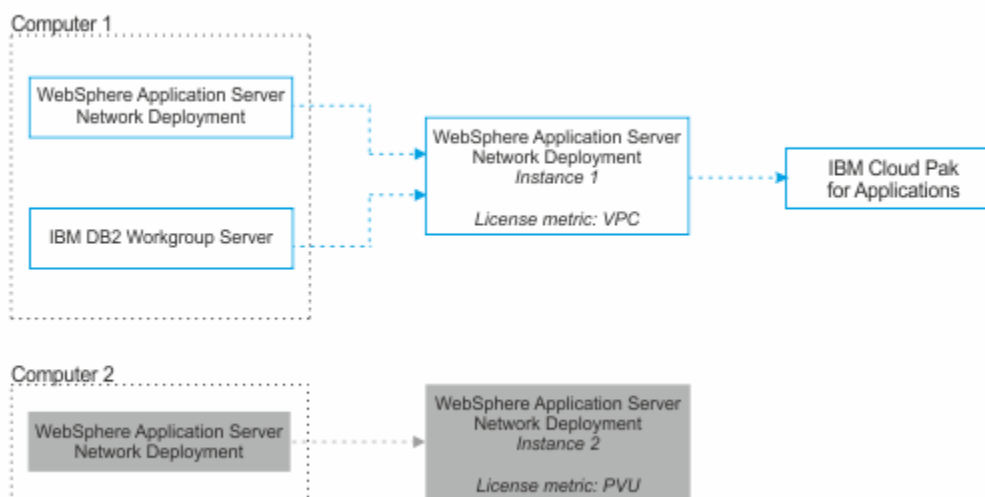 Computer 1
WebSphere Application Server
Network Deployment
IBM DB2 Workgroup Server
WebSphere Application Server
Network Deployment
Instance 1
License metric: VPC
IBM Cloud Pak
for Applications
Computer 2
WebSphere Application Server
Network Deployment
WebSphere Application Server
Network Deployment
Instance 2
License metric: PVU